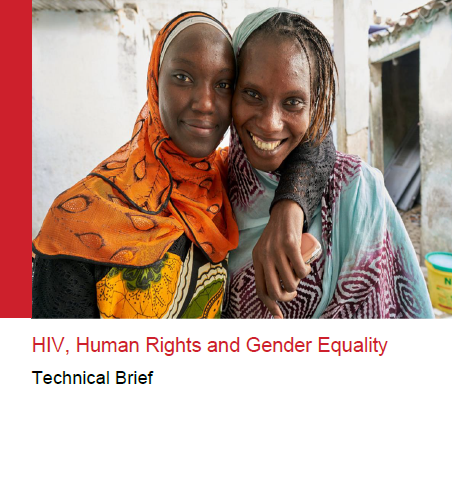 HIV, Human Rights and Gender Equality
Technical Brief